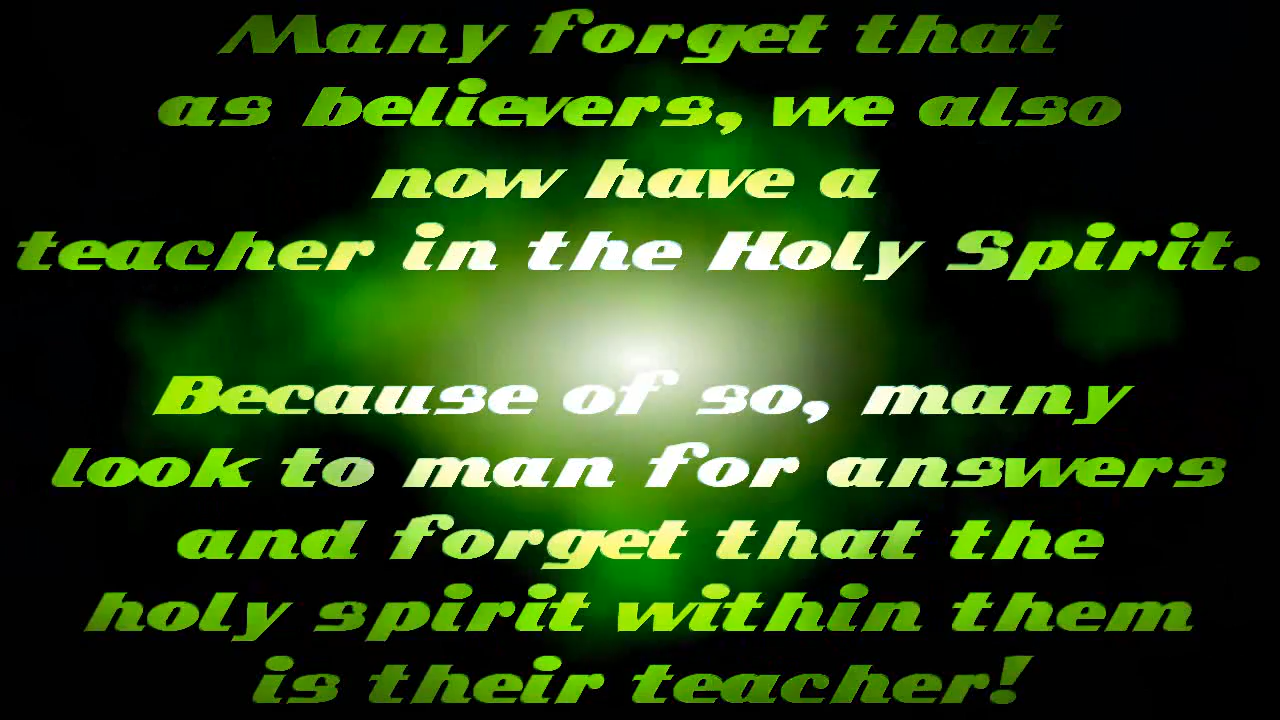 Many forget that
as believers, we also
now have a
teacher in the Holy Spirit.
Because of so, many
look to man for answers
and forget that the
holy spirit within them
is their teacher!